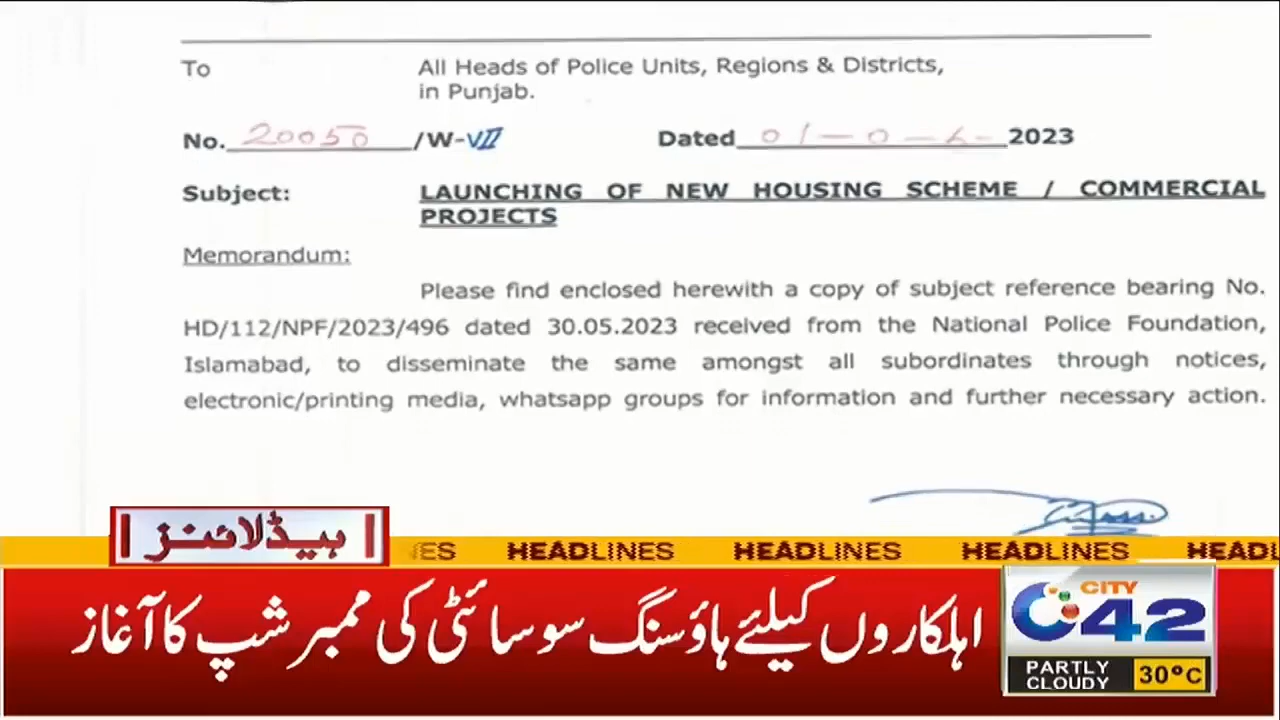 To All Heads of Police Units, Regions & Districts,
in Punjab.
No. 20050 /W-VII Dated 01-0 2023
Subject: LAUNCHING OF NEW HOUSING SCHEME / COMMERCIAL
PROJECTS
Memorandum:
Please find enclosed herewith a copy of subject reference bearing No.
HD/112/NPF/2023/496 dated 30.05.2023 received from the National Police Foundation,
Islamabad, to disseminate the same amongst all subordinates through notices,
electronic/printing media, whatsapp groups for information and further necessary action.
ہیڈلائنز
NES HEADLINES HEADLINES HEADLINES HEADL
اہلکاروں کیلئے ہاؤسنگ سوسائٹی کی ممبر شپ کا آغاز
CITY
42
PARTLY
CLOUDY 30°C